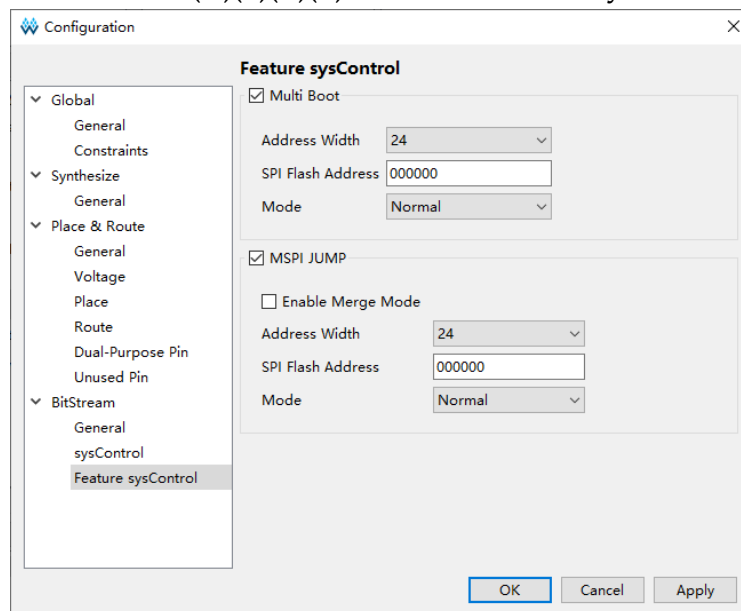 Configuration
Feature sysControl
Global
General
Constraints
Synthesize
General
Place & Route
General
Voltage
Place
Route
Dual-Purpose Pin
Unused Pin
BitStream
General
sysControl
Feature sysControl
Multi Boot
Address Width 24
SPI Flash Address 000000
Mode Normal
MSPI JUMP
Enable Merge Mode
Address Width 24
SPI Flash Address 000000
Mode Normal
OK Cancel Apply